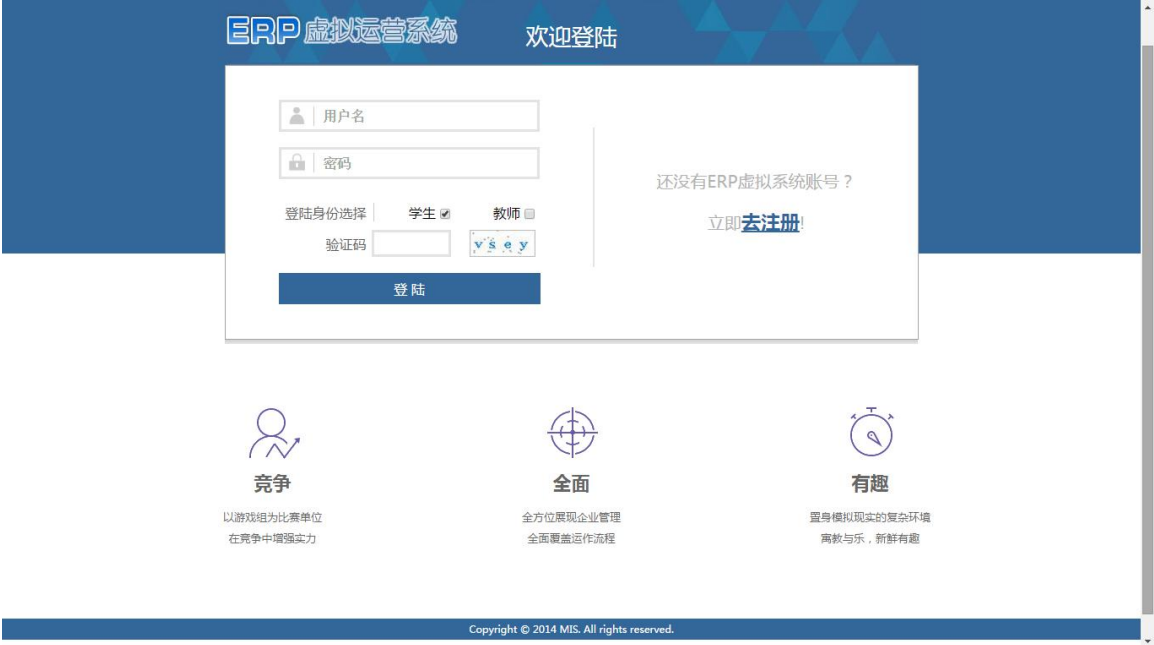 ERP虚拟运营系统
欢迎登陆
用户名
密码
登陆身份选择 学生 教师
验证码 vsey
登陆
还没有ERP虚拟系统账号？
立即去注册!
竞争
以游戏组为比赛单位
在竞争中增强实力
全面
全方位展现企业管理
全面覆盖运作流程
有趣
置身模拟现实的复杂环境
寓教与乐，新鲜有趣
Copyright © 2014 MIS. All rights reserved.